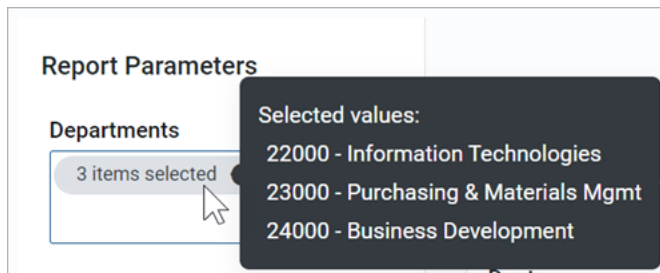 Report Parameters
Departments
3 items selected
Selected values:
22000 - Information Technologies
23000 - Purchasing & Materials Mgmt
24000 - Business Development